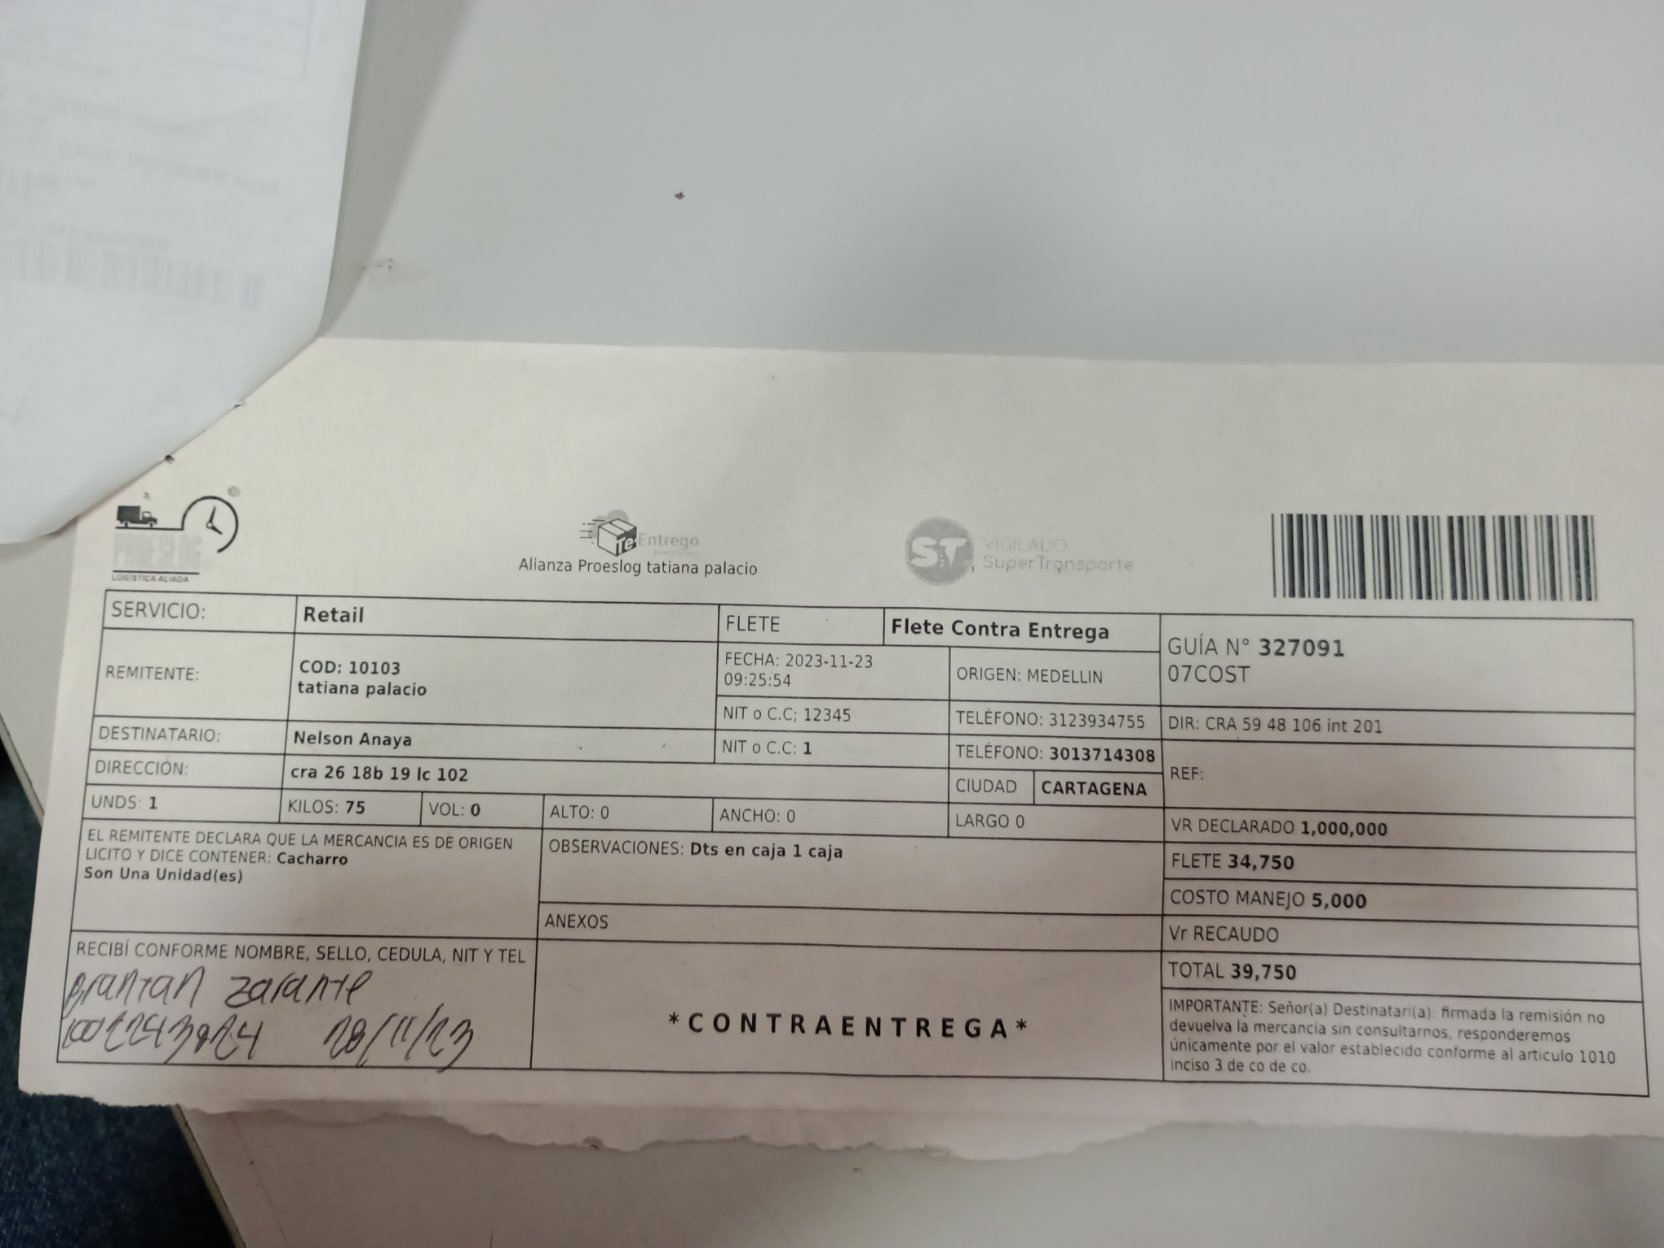 PROESLOG
LOGISTICA ALIADA
Te Entrego
Alianza Proeslog tatiana palacio
ST VIGILADO
SuperTransporte
SERVICIO: Retail FLETE Flete Contra Entrega
GUÍA N° 327091
07COST
REMITENTE: COD: 10103
tatiana palacio
FECHA: 2023-11-23
09:25:54
ORIGEN: MEDELLIN
NIT o C.C; 12345 TELÉFONO: 3123934755 DIR: CRA 59 48 106 int 201
DESTINATARIO: Nelson Anaya NIT o C.C: 1 TELÉFONO: 3013714308
REF:
DIRECCIÓN: cra 26 18b 19 lc 102 CIUDAD CARTAGENA
UNDS: 1 KILOS: 75 VOL: 0 ALTO: 0 ANCHO: 0 LARGO 0 VR DECLARADO 1,000,000
EL REMITENTE DECLARA QUE LA MERCANCIA ES DE ORIGEN
LICITO Y DICE CONTENER: Cacharro
Son Una Unidad(es)
OBSERVACIONES: Dts en caja 1 caja
FLETE 34,750
COSTO MANEJO 5,000
ANEXOS
Vr RECAUDO
TOTAL 39,750
RECIBÍ CONFORME NOMBRE, SELLO, CEDULA, NIT Y TEL
zarante
28/11/23
*CONTRAENTREGA*
IMPORTANTE: Señor(a) Destinatari(a): firmada la remisión no
devuelva la mercancía sin consultarnos, responderemos
únicamente por el valor establecido conforme al articulo 1010
inciso 3 de co de co.